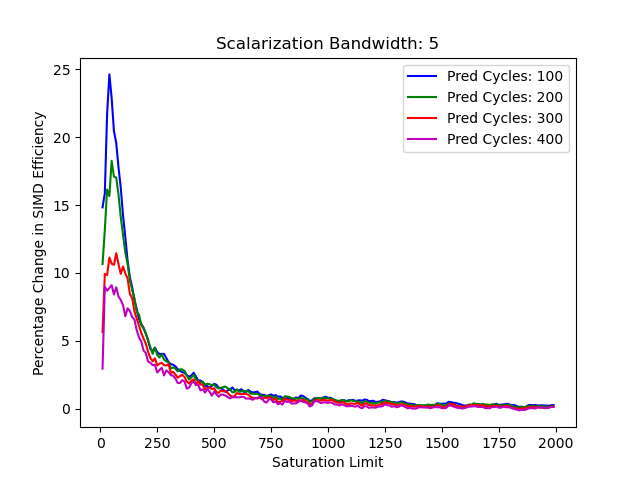 Scalarization Bandwidth: 5
Percentage Change in SIMD Efficiency
25
20
15
10
5
0
Pred Cycles: 100
Pred Cycles: 200
Pred Cycles: 300
Pred Cycles: 400
0 250 500 750 1000 1250 1500 1750 2000
Saturation Limit